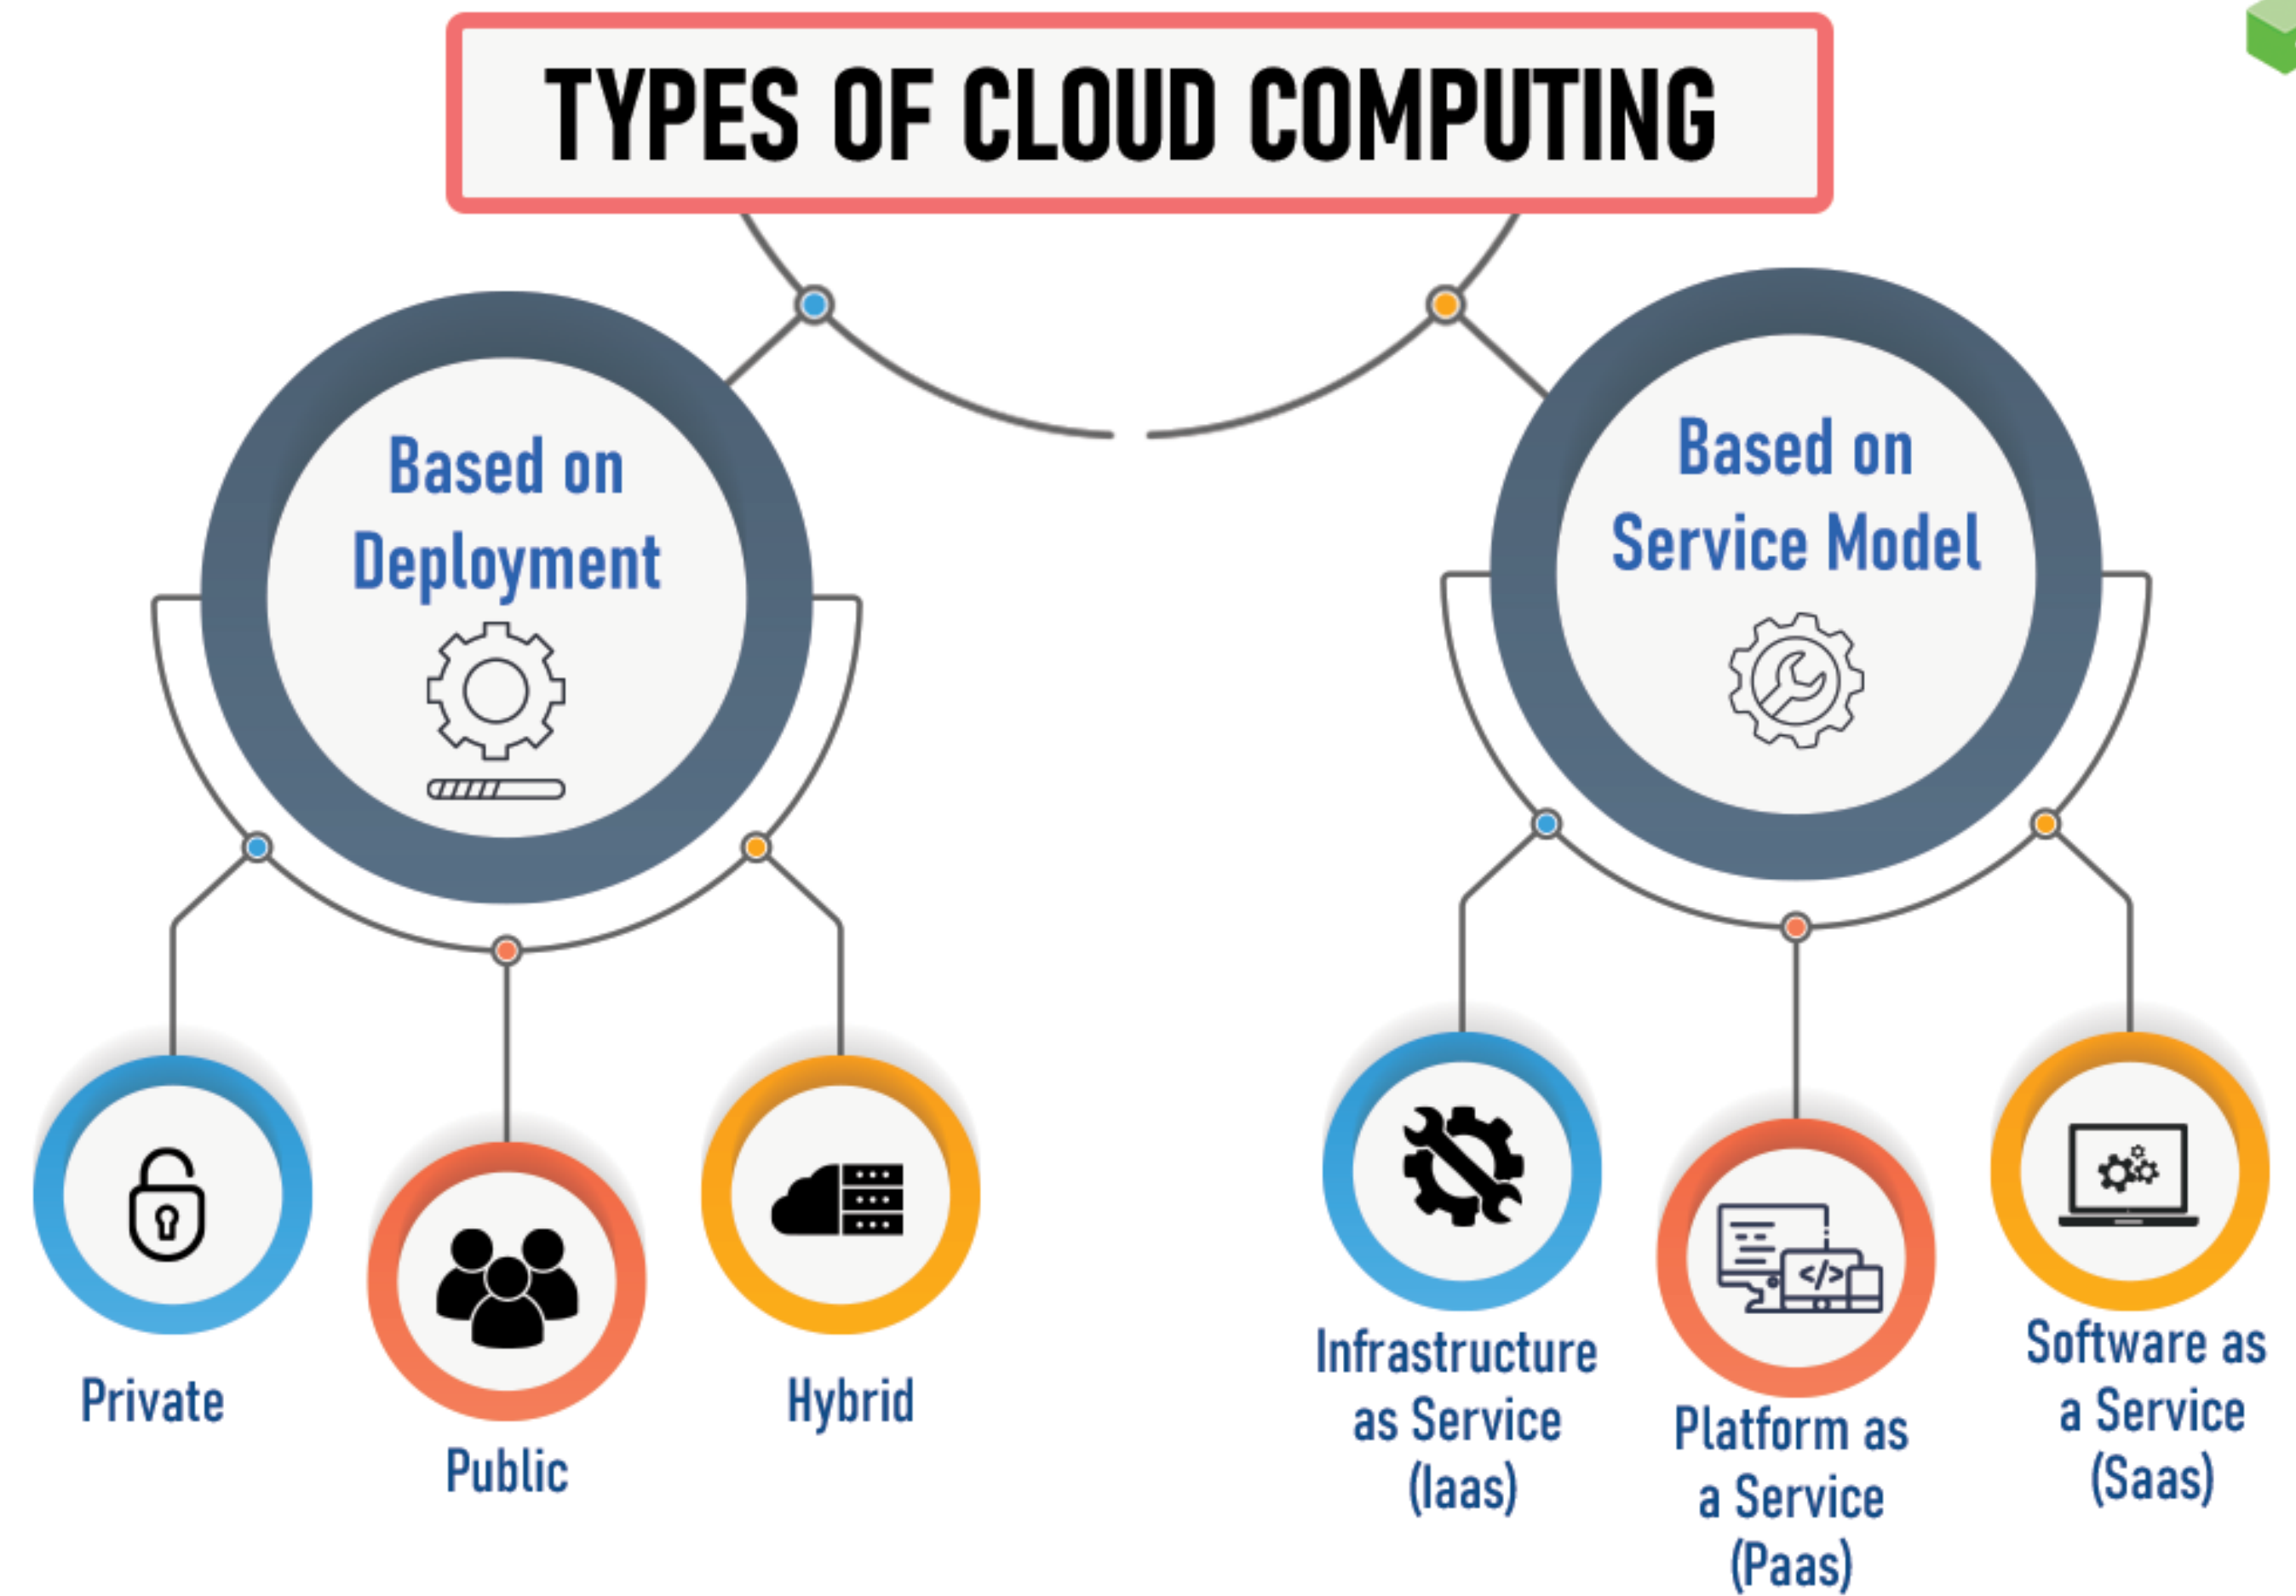 TYPES OF CLOUD COMPUTING
Based on
Deployment
Private
Public
Hybrid
Based on
Service Model
</>
Infrastructure
as Service
(Iaas)
Platform as
a Service
(Paas)
Software as
a Service
(Saas)